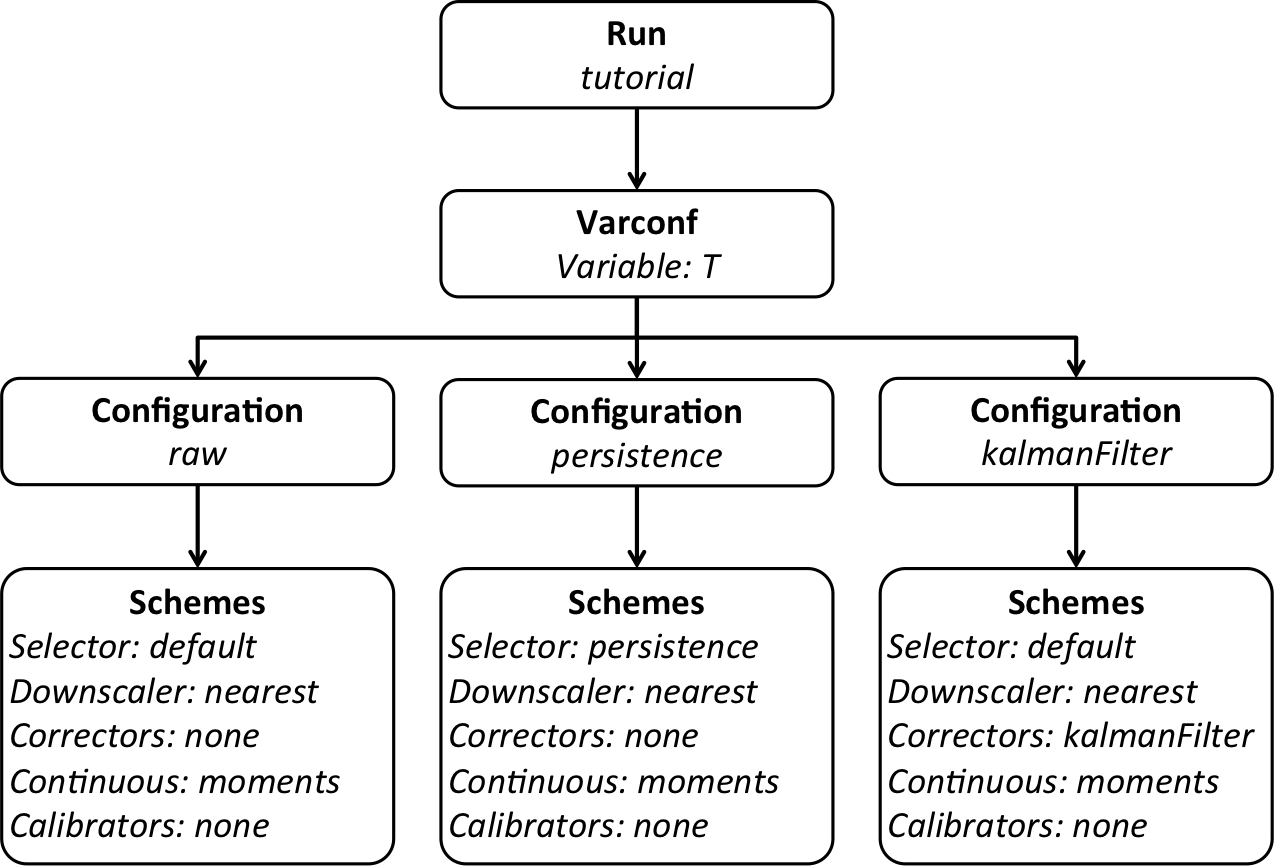 Run
tutorial
Varconf
Variable: T
Configuration
raw
Configuration
persistence
Configuration
kalmanFilter
Schemes
Selector: default
Downscaler: nearest
Correctors: none
Continuous: moments
Calibrators: none
Schemes
Selector: persistence
Downscaler: nearest
Correctors: none
Continuous: moments
Calibrators: none
Schemes
Selector: default
Downscaler: nearest
Correctors: kalmanFilter
Continuous: moments
Calibrators: none